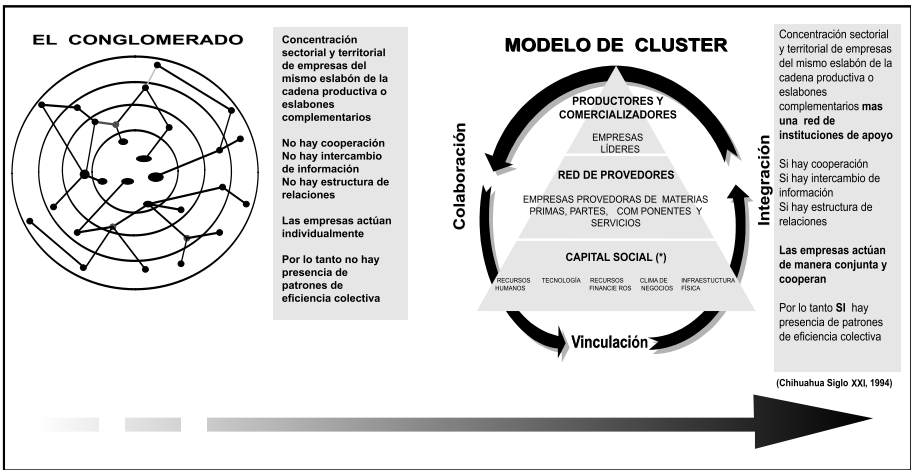 EL CONGLOMERADO
Concentración
sectorial y territorial
de empresas del
mismo eslabón de la
cadena productiva o
eslabones
complementarios
No hay cooperación
No hay intercambio
de información
No hay estructura de
relaciones
Las empresas actúan
individualmente
Por lo tanto no hay
presencia de
patrones de
eficiencia colectiva
MODELO DE CLUSTER
Colaboración
PRODUCTORES Y
COMERCIALIZADORES
EMPRESAS
LÍDERES
RED DE PROVEDORES
EMPRESAS PROVEDORAS DE MATERIAS
PRIMAS, PARTES, COM PONENTES Y
SERVICIOS
CAPITAL SOCIAL (*)
RECURSOS
HUMANOS
TECNOLOGÍA
RECURSOS
FINANCIE ROS
CLIMA DE
NEGOCIOS
INFRAESTUCTURA
FÍSICA
Vinculación
Integración
Concentración sectorial
y territorial de empresas
del mismo eslabón de la
cadena productiva o
eslabones
complementarios mas
una red de
instituciones de apoyo
Si hay cooperación
Si hay intercambio de
información
Si hay estructura de
relaciones
Las empresas actúan
de manera conjunta y
cooperan
Por lo tanto SI hay
presencia de patrones
de eficiencia colectiva
(Chihuahua Siglo XXI, 1994)